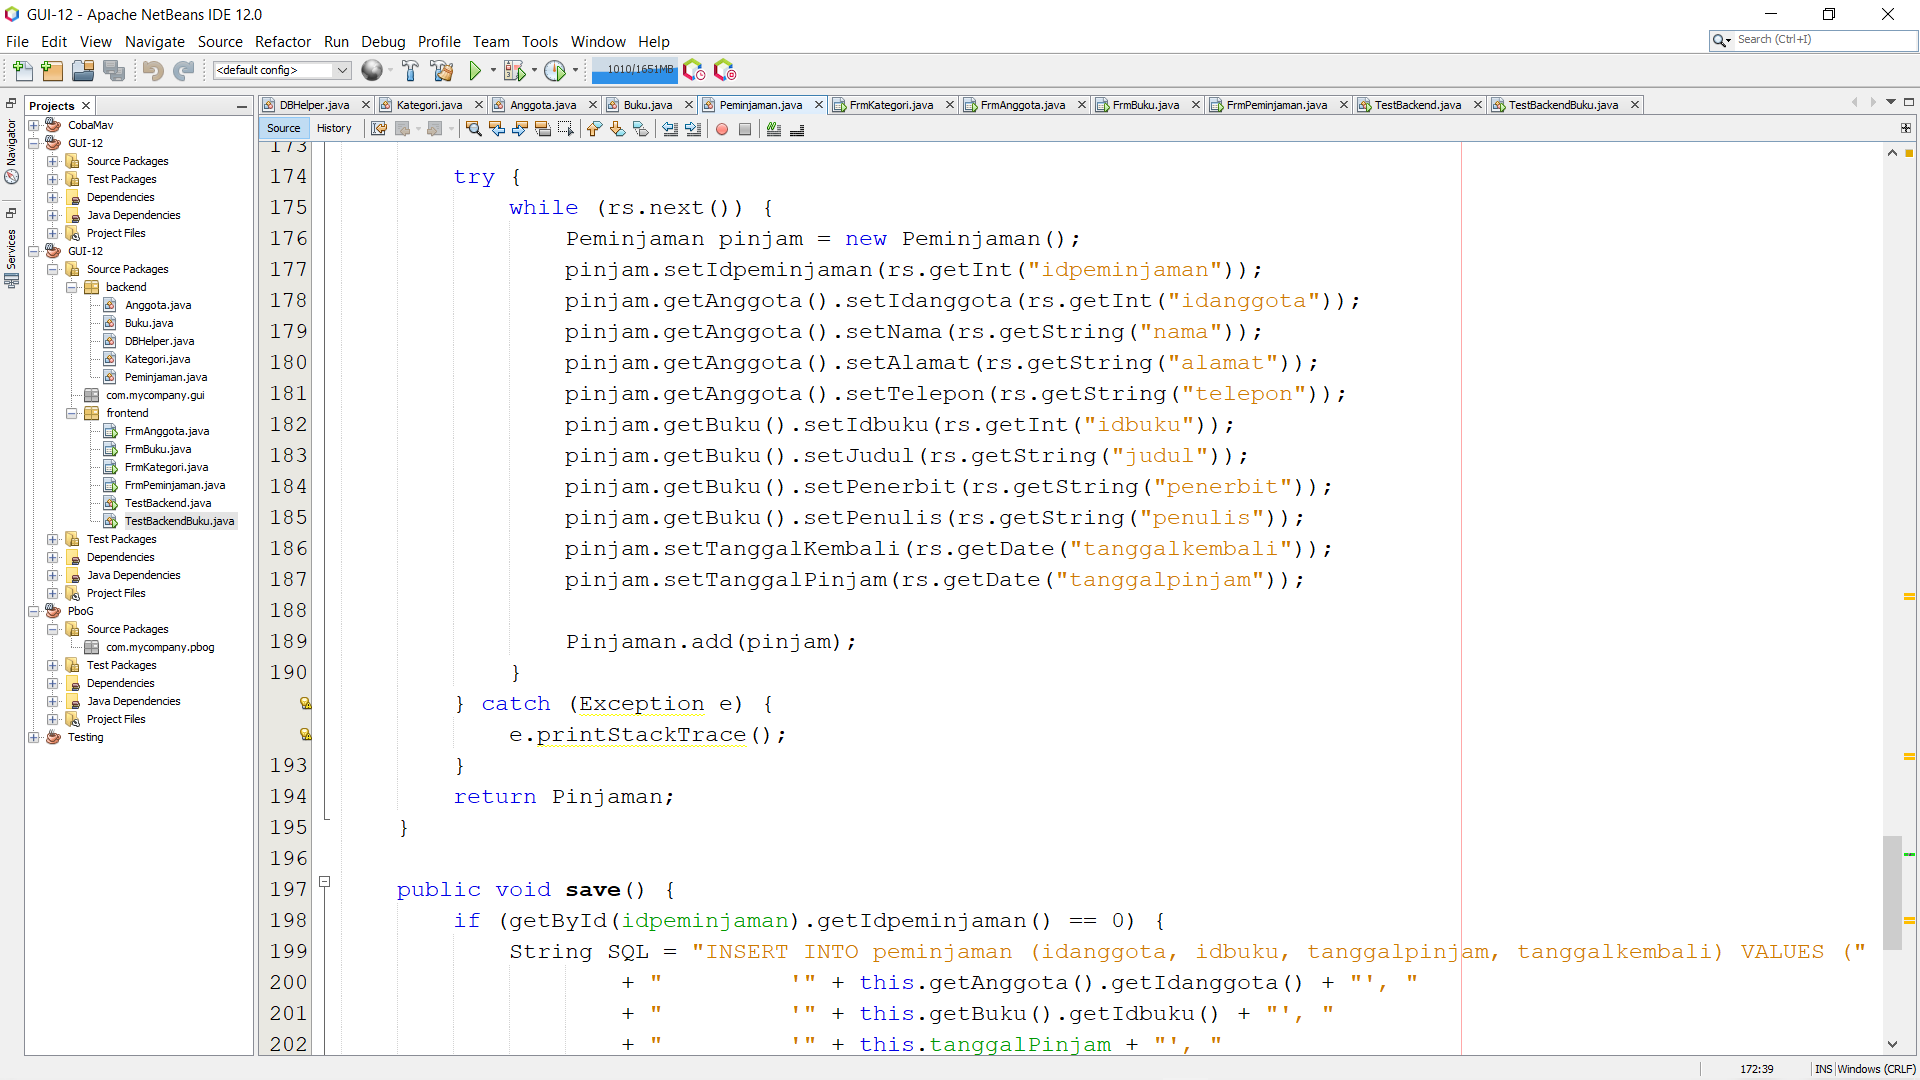 GUI-12 - Apache NetBeans IDE 12.0
File Edit View Navigate Source Refactor Run Debug Profile Team Tools Window Help
Search (Ctrl+I)
<default config>
1010/1651MB
Projects
DBHelper.java Kategori.java Anggota.java Buku.java Peminjaman.java FrmKategori.java FrmAnggota.java FrmBuku.java FrmPeminjaman.java TestBackend.java TestBackendBuku.java
Source History
Navigator
Services
CobaMav
GUI-12
Source Packages
Test Packages
Dependencies
Java Dependencies
Project Files
GUI-12
Source Packages
backend
Anggota.java
Buku.java
DBHelper.java
Kategori.java
Peminjaman.java
com.mycompany.gui
frontend
FrmAnggota.java
FrmBuku.java
FrmKategori.java
FrmPeminjaman.java
TestBackend.java
TestBackendBuku.java
Test Packages
Dependencies
Java Dependencies
Project Files
PboG
Source Packages
com.mycompany.pbog
Test Packages
Dependencies
Java Dependencies
Project Files
Testing
173
174 try {
175 while (rs.next()) {
176 Peminjaman pinjam = new Peminjaman();
177 pinjam.setIdpeminjaman(rs.getInt("idpeminjaman"));
178 pinjam.getAnggota().setIdanggota(rs.getInt("idanggota"));
179 pinjam.getAnggota().setNama(rs.getString("nama"));
180 pinjam.getAnggota().setAlamat(rs.getString("alamat"));
181 pinjam.getAnggota().setTelepon(rs.getString("telepon"));
182 pinjam.getBuku().setIdbuku(rs.getInt("idbuku"));
183 pinjam.getBuku().setJudul(rs.getString("judul"));
184 pinjam.getBuku().setPenerbit(rs.getString("penerbit"));
185 pinjam.getBuku().setPenulis(rs.getString("penulis"));
186 pinjam.setTanggalKembali(rs.getDate("tanggalkembali"));
187 pinjam.setTanggalPinjam(rs.getDate("tanggalpinjam"));
188
189 Pinjaman.add(pinjam);
190 }
} catch (Exception e) {
e.printStackTrace();
193 }
194 return Pinjaman;
195 }
196
197 public void save() {
198 if (getById(idpeminjaman).getIdpeminjaman() == 0) {
199 String SQL = "INSERT INTO peminjaman (idanggota, idbuku, tanggalpinjam, tanggalkembali) VALUES ("
200 + " '" + this.getAnggota().getIdanggota() + "', "
201 + " '" + this.getBuku().getIdbuku() + "', "
202 + " '" + this.tanggalPinjam + "', "
172:39 INS Windows (CRLF)